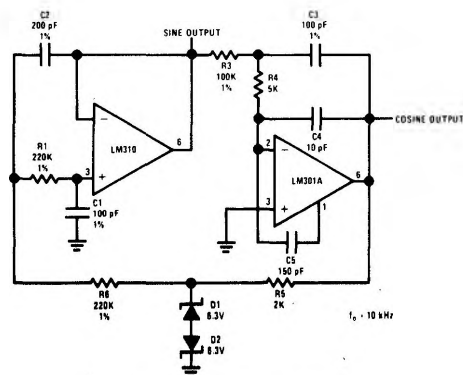 C2
200 pF
1%
SINE OUTPUT
C3
100 pF
1%
R3
100K
1%
R4
5K
COSINE OUTPUT
C4
10 pF
R1
220K
1%
−
LM310
6
3
+
C1
100 pF
1%
2
−
LM301A
6
3
+
1
C5
150 pF
R6
220K
1%
D1
6.3V
D2
6.3V
R5
2K
fo = 10 kHz